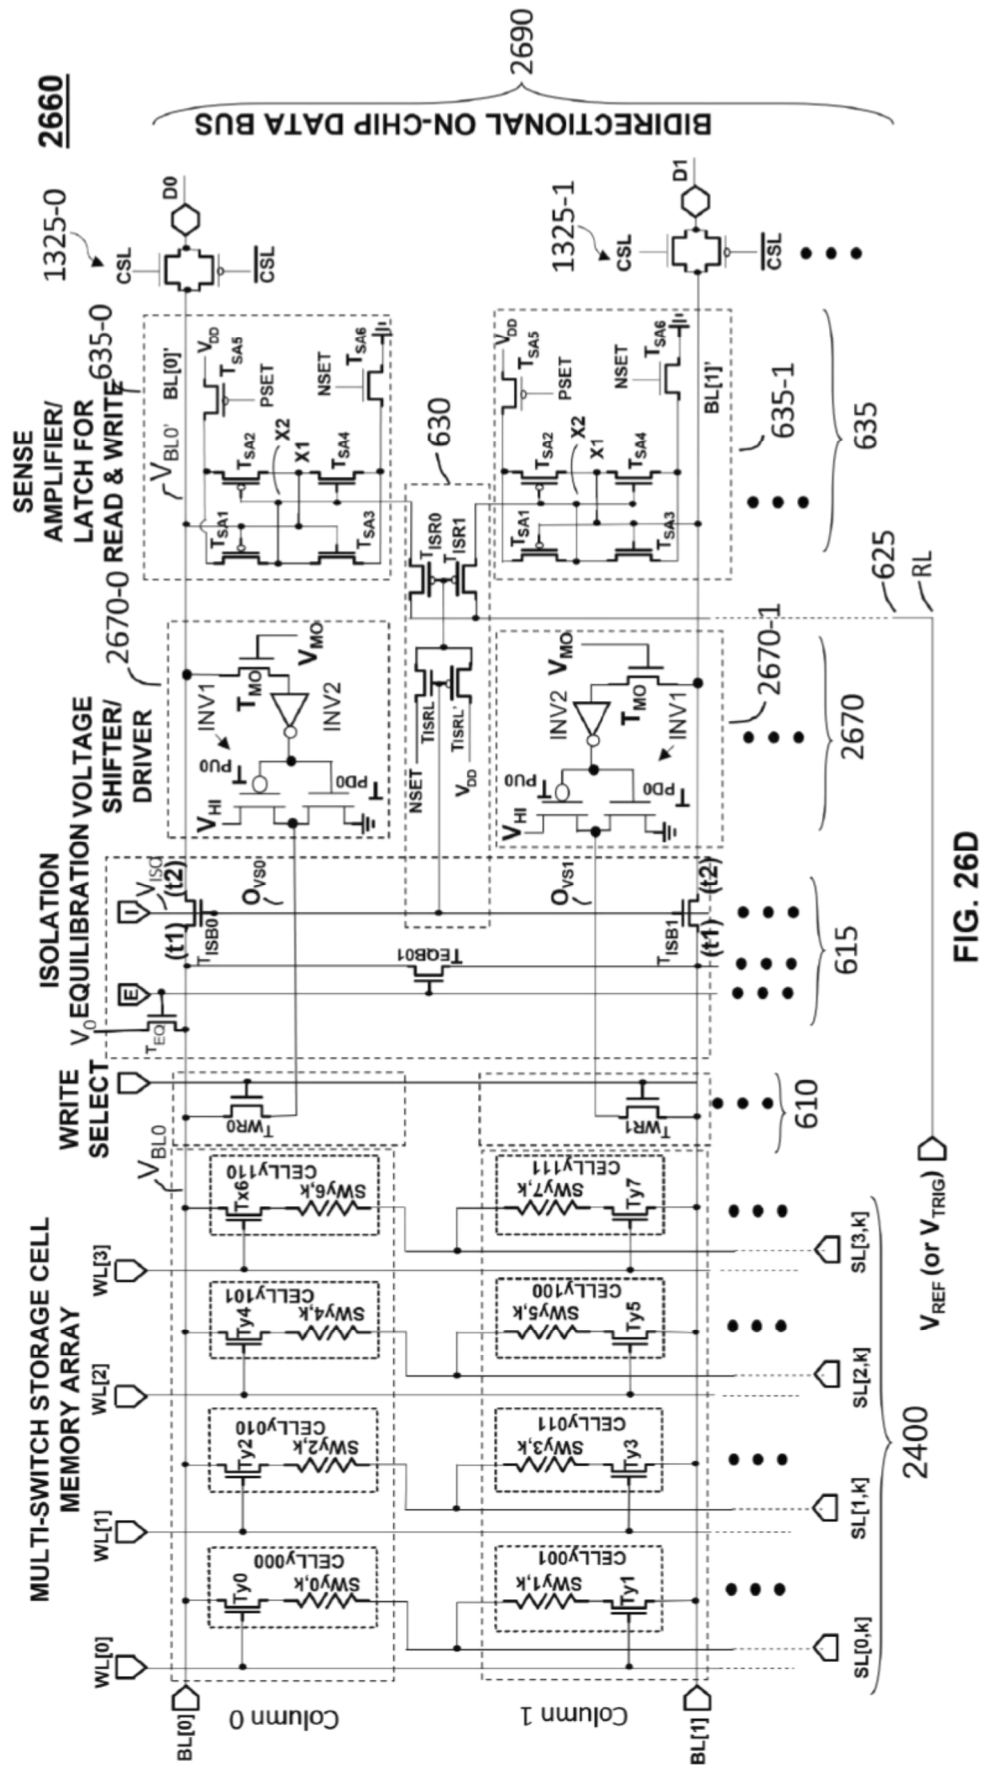 2660
MULTI-SWITCH STORAGE CELL
MEMORY ARRAY
WRITE
SELECT
ISOLATION
EQUILIBRATION
VOLTAGE
SHIFTER/
DRIVER
SENSE
AMPLIFIER/
LATCH FOR
READ & WRITE
WL[0]
WL[1]
WL[2]
WL[3]
V0
E
I
VISO
TEQ
(t1)
(t2)
TISB0
2670-0
635-0
1325-0
CSL
CSL
D0
BL[0]
VBL0
VBL0'
BL[0]'
Column 0
Ty0
SWy0,k
CELLy000
Ty2
SWy2,k
CELLy010
Ty4
SWy4,k
CELLy101
Tx6
SWy6,k
CELLy110
TWR0
OVS0
VHI
TPU0
TPD0
INV1
INV2
TMO
VMO
TSA1
TSA2
TSA3
TSA4
X1
X2
VDD
TSA5
PSET
NSET
TSA6
TEQB01
NSET
TISRL
TISRL'
VDD
TISR0
TISR1
630
BIDIRECTIONAL ON-CHIP DATA BUS
2690
Column 1
SWy1,k
CELLy001
Ty1
SWy3,k
CELLy011
Ty3
SWy5,k
CELLy100
Ty5
SWy7,k
CELLy111
Ty7
TWR1
OVS1
VHI
TPU0
TPD0
INV2
INV1
TMO
VMO
TSA1
TSA2
TSA3
TSA4
X1
X2
VDD
TSA5
PSET
NSET
TSA6
BL[1]
TISB1
(t1)
(t2)
BL[1]'
1325-1
CSL
CSL
D1
2670-1
635-1
SL[0,k]
SL[1,k]
SL[2,k]
SL[3,k]
2400
610
615
2670
635
625
RL
VREF (or VTRIG)
FIG. 26D